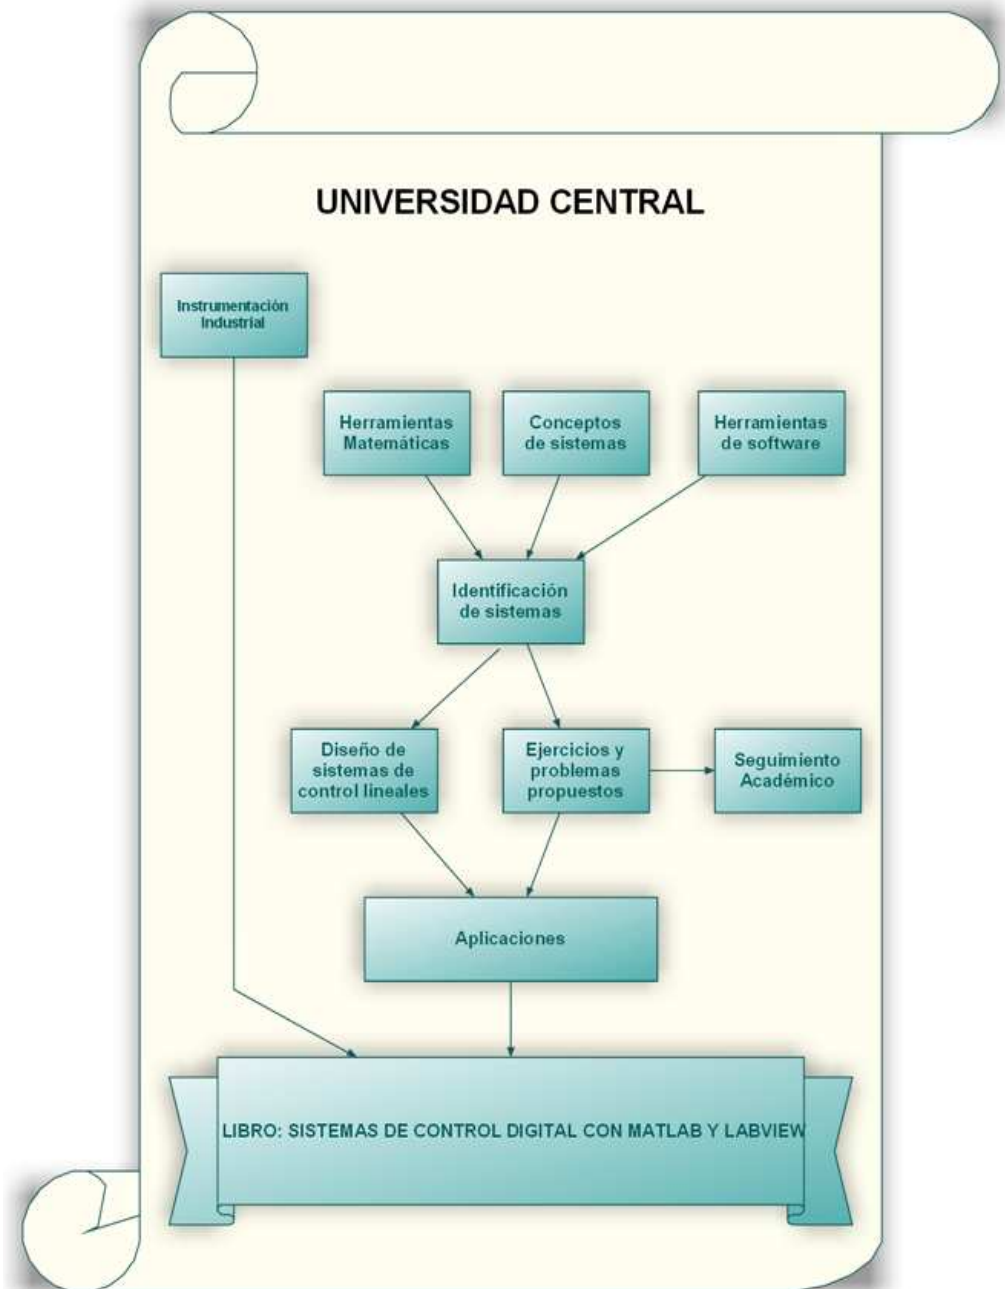 UNIVERSIDAD CENTRAL
Instrumentación
Industrial
Herramientas
Matemáticas
Conceptos
de sistemas
Herramientas
de software
Identificación
de sistemas
Diseño de
sistemas de
control lineales
Ejercicios y
problemas
propuestos
Seguimiento
Académico
Aplicaciones
LIBRO: SISTEMAS DE CONTROL DIGITAL CON MATLAB Y LABVIEW